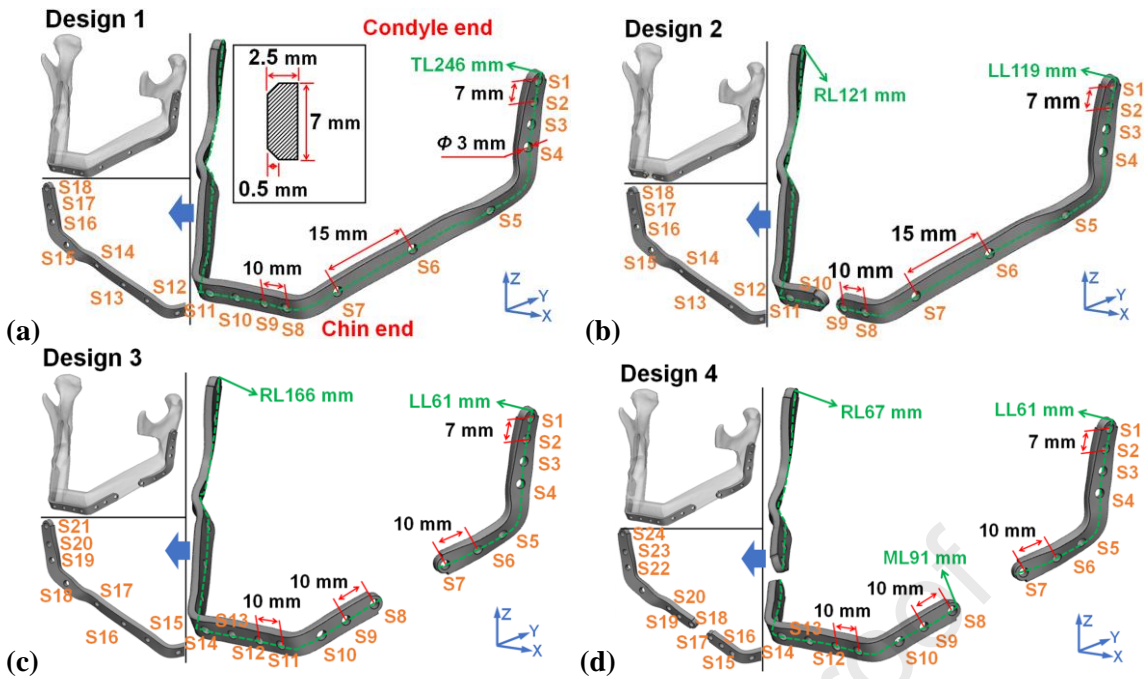 Design 1
Condyle end
2.5 mm
7 mm
0.5 mm
TL246 mm
7 mm
Φ 3 mm
S1
S2
S3
S4
S5
S6
S7
15 mm
10 mm
S8
S9
S10
S11
Chin end
S18
S17
S16
S15
S14
S13
S12
Z
Y
X
(a)
Design 2
RL121 mm
LL119 mm
7 mm
S1
S2
S3
S4
S5
S6
S7
15 mm
10 mm
S8
S9
S10
S11
S18
S17
S16
S15
S14
S13
S12
Z
Y
X
(b)
Design 3
RL166 mm
LL61 mm
7 mm
S1
S2
S3
S4
S5
S6
S7
10 mm
10 mm
10 mm
S8
S9
S10
S11
S12
S13
S14
S21
S20
S19
S18
S17
S16
S15
Z
Y
X
(c)
Design 4
RL67 mm
LL61 mm
7 mm
S1
S2
S3
S4
S5
S6
S7
10 mm
ML91 mm
10 mm
10 mm
S8
S9
S10
S12
S13
S14
S24
S23
S22
S20
S19
S18
S17
S16
S15
Z
Y
X
(d)